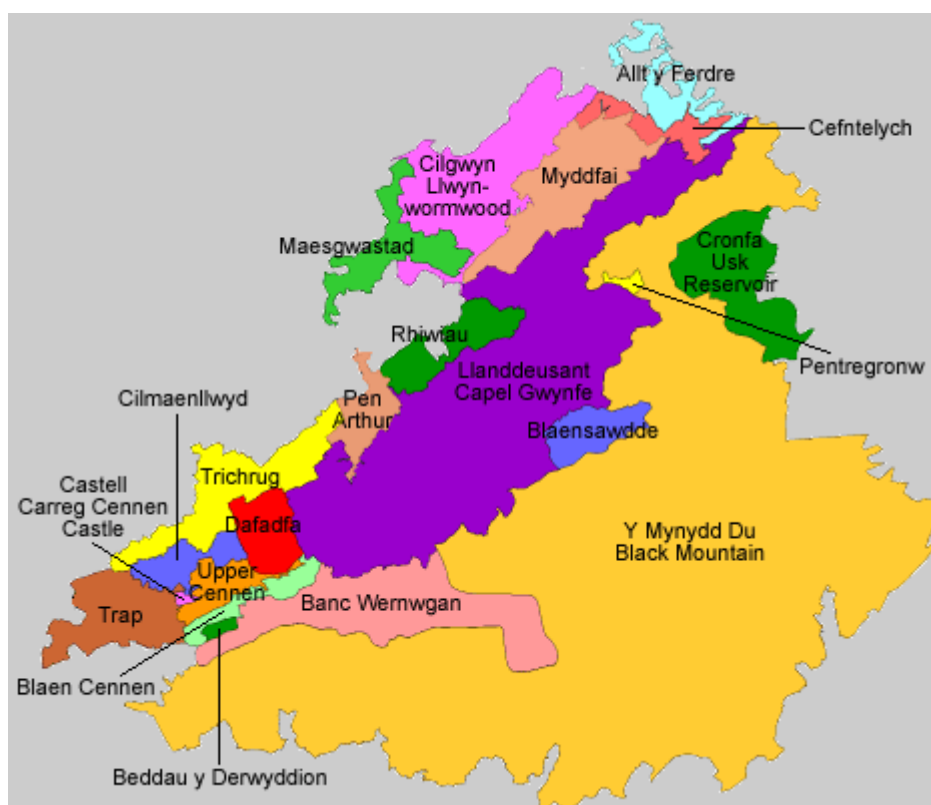 Allt y Ferdre
Cefntelych
Cilgwyn
Llwyn-
wormwood
Myddfai
Maesgwastad
Cronfa
Usk
Reservoir
Rhiwiau
Llanddeusant
Capel Gwynfe
Pentregronw
Cilmaenllwyd
Pen
Arthur
Blaensawdde
Trichrug
Castell
Carreg Cennen
Castle
Dafadfa
Y Mynydd Du
Black Mountain
Upper
Cennen
Trap
Banc Wernwgan
Blaen Cennen
Beddau y Derwyddion